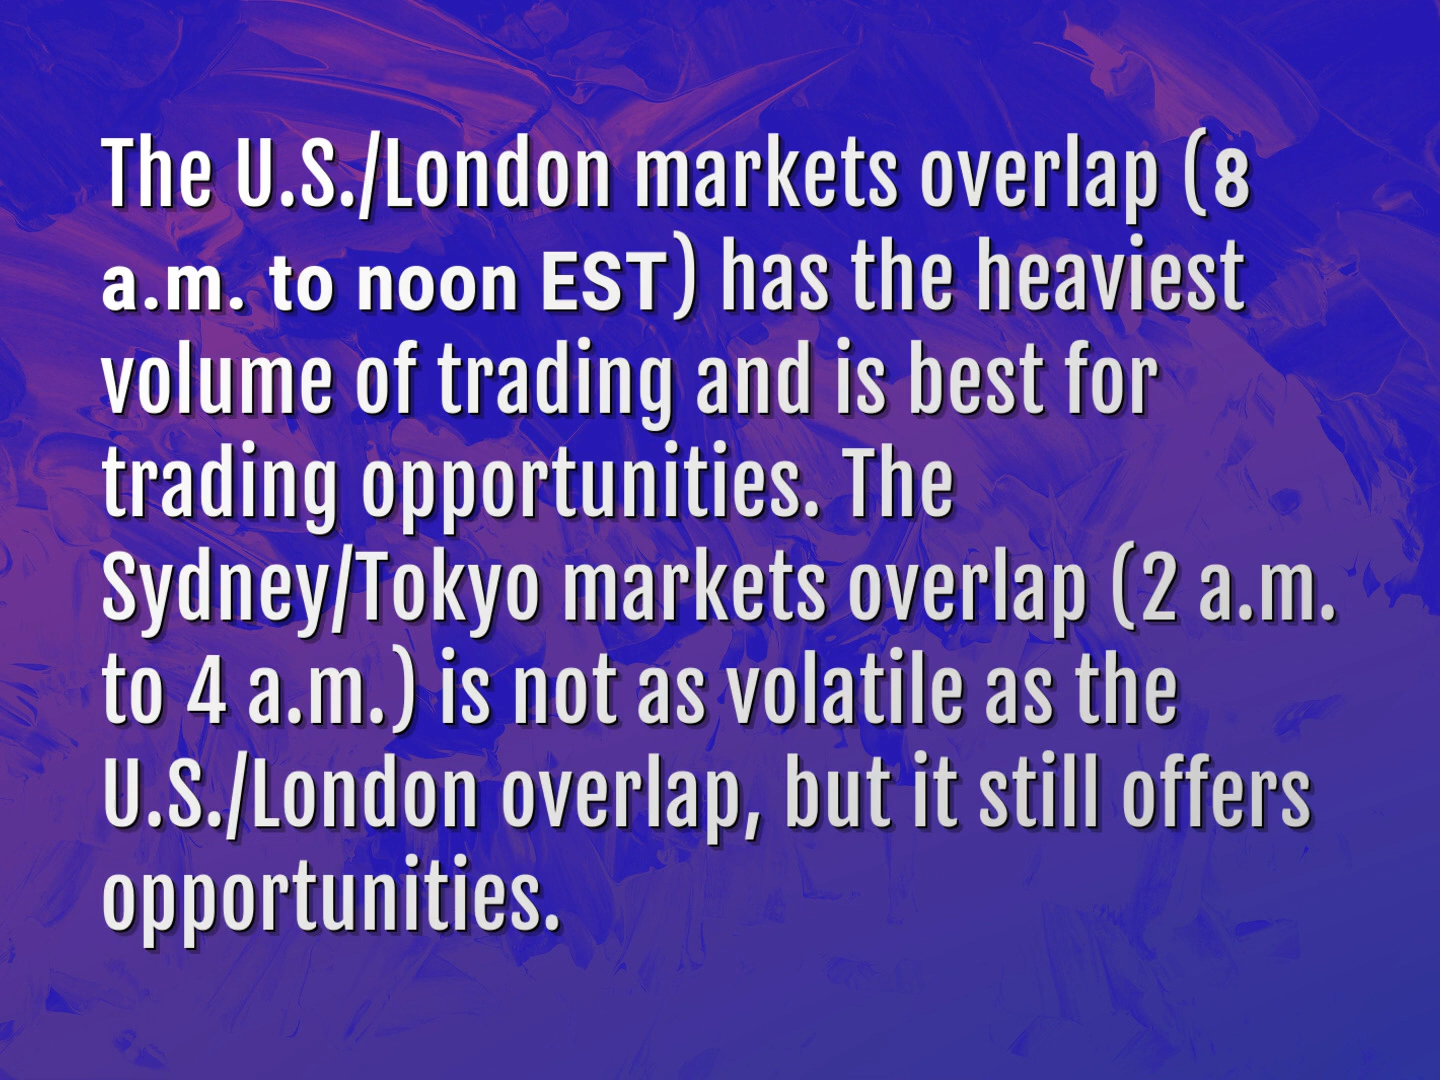 The U.S./London markets overlap (8
a.m. to noon EST) has the heaviest
volume of trading and is best for
trading opportunities. The
Sydney/Tokyo markets overlap (2 a.m.
to 4 a.m.) is not as volatile as the
U.S./London overlap, but it still offers
opportunities.